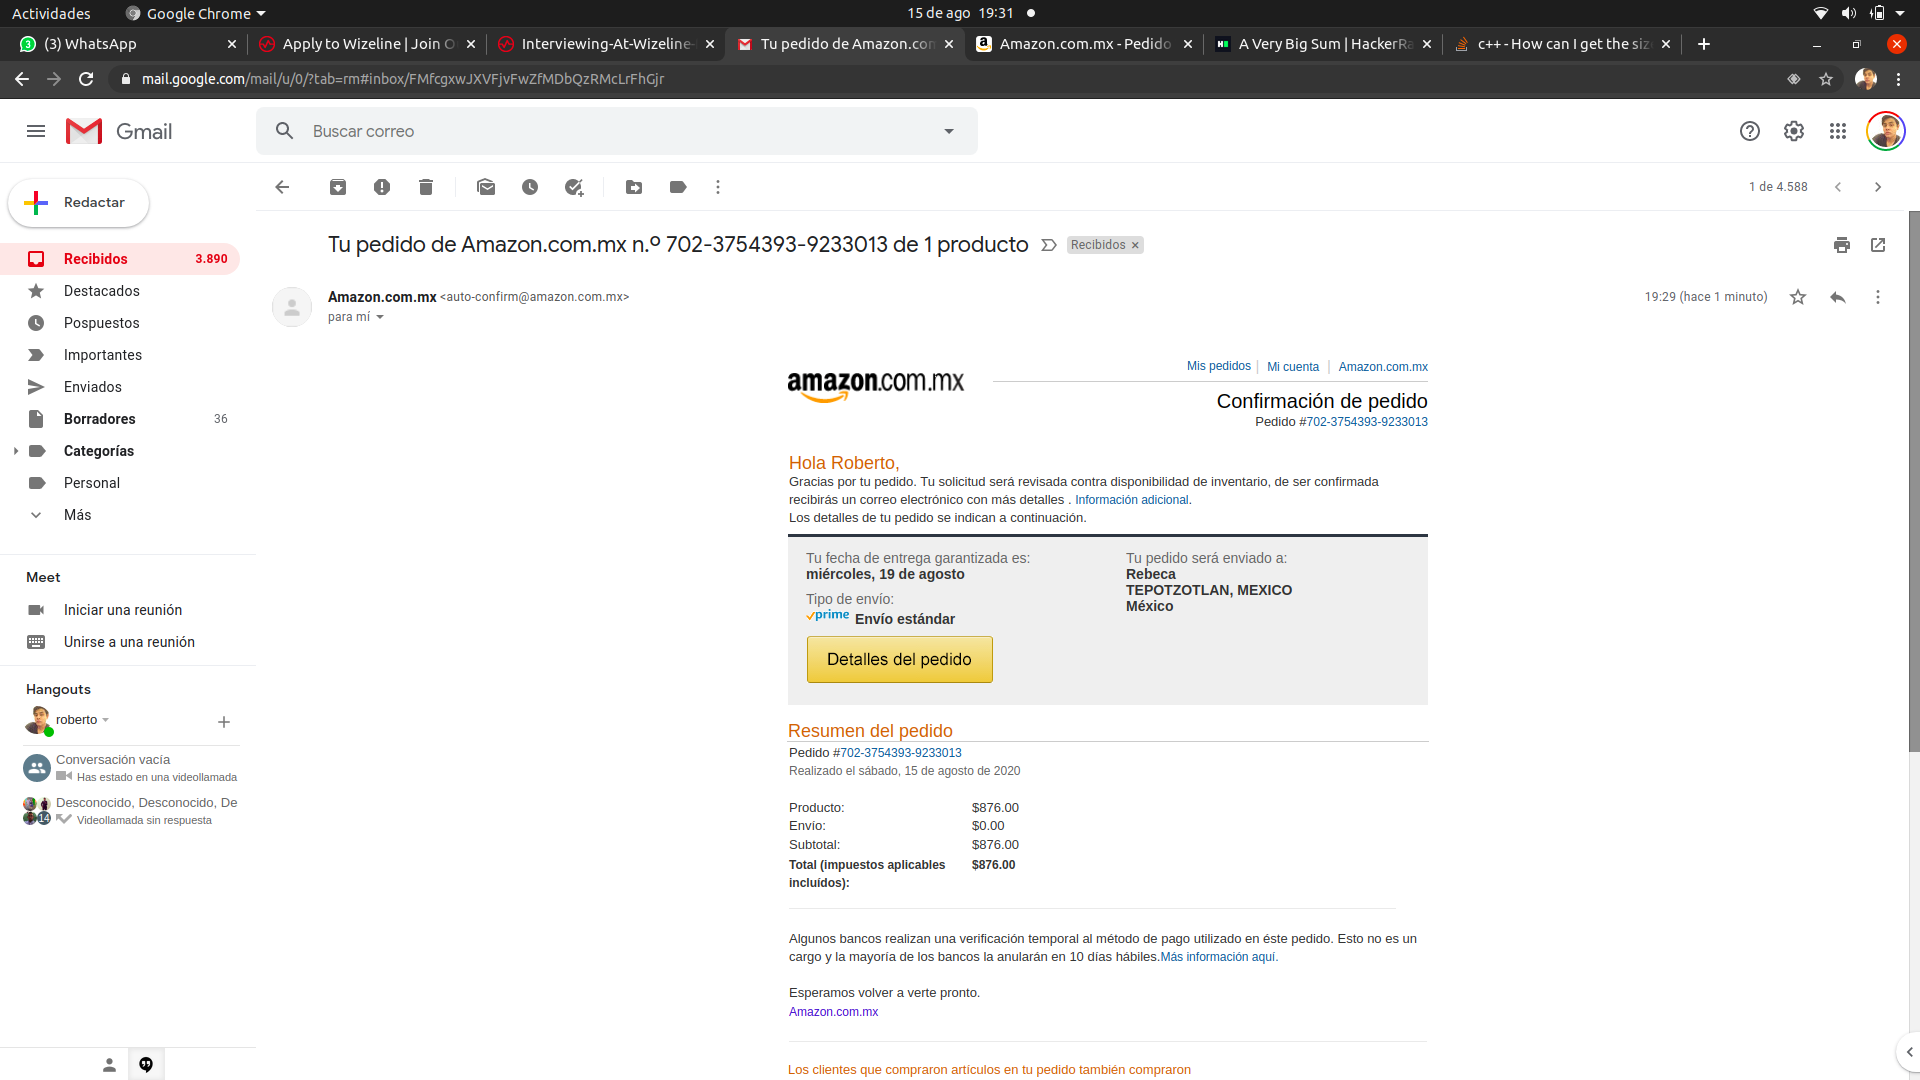 Actividades
Google Chrome
15 de ago 19:31
(3) WhatsApp
Apply to Wizeline | Join O
Interviewing-At-Wizeline-
Tu pedido de Amazon.com
Amazon.com.mx - Pedido
A Very Big Sum | HackerRa
c++ - How can I get the siz
mail.google.com/mail/u/0/?tab=rm#inbox/FMfcgxwJXVFjvFwZfMDbQzRMcLrFhGjr
Gmail
Buscar correo
Redactar
1 de 4.588
Tu pedido de Amazon.com.mx n.º 702-3754393-9233013 de 1 producto
Recibidos ×
Recibidos 3.890
Destacados
Pospuestos
Importantes
Enviados
Borradores 36
Categorías
Personal
Más
Meet
Iniciar una reunión
Unirse a una reunión
Hangouts
roberto
Conversación vacía
Has estado en una videollamada
Desconocido, Desconocido, De
14
Videollamada sin respuesta
Amazon.com.mx <auto-confirm@amazon.com.mx>
19:29 (hace 1 minuto)
para mí
amazon.com.mx
Mis pedidos | Mi cuenta | Amazon.com.mx
Confirmación de pedido
Pedido #702-3754393-9233013
Hola Roberto,
Gracias por tu pedido. Tu solicitud será revisada contra disponibilidad de inventario, de ser confirmada
recibirás un correo electrónico con más detalles . Información adicional.
Los detalles de tu pedido se indican a continuación.
Tu fecha de entrega garantizada es:
miércoles, 19 de agosto
Tipo de envío:
prime Envío estándar
Detalles del pedido
Tu pedido será enviado a:
Rebeca
TEPOTZOTLAN, MEXICO
México
Resumen del pedido
Pedido #702-3754393-9233013
Realizado el sábado, 15 de agosto de 2020
Producto: $876.00
Envío: $0.00
Subtotal: $876.00
Total (impuestos aplicables $876.00
incluídos):
Algunos bancos realizan una verificación temporal al método de pago utilizado en éste pedido. Esto no es un
cargo y la mayoría de los bancos la anularán en 10 días hábiles.Más información aquí.
Esperamos volver a verte pronto.
Amazon.com.mx
Los clientes que compraron artículos en tu pedido también compraron